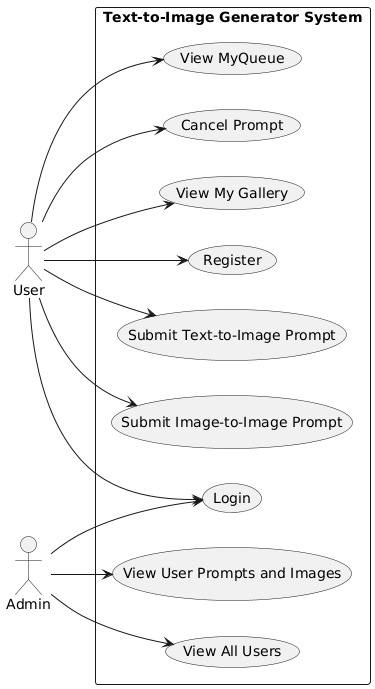 Text-to-Image Generator System
View MyQueue
Cancel Prompt
View My Gallery
Register
User
Submit Text-to-Image Prompt
Submit Image-to-Image Prompt
Login
View User Prompts and Images
Admin
View All Users